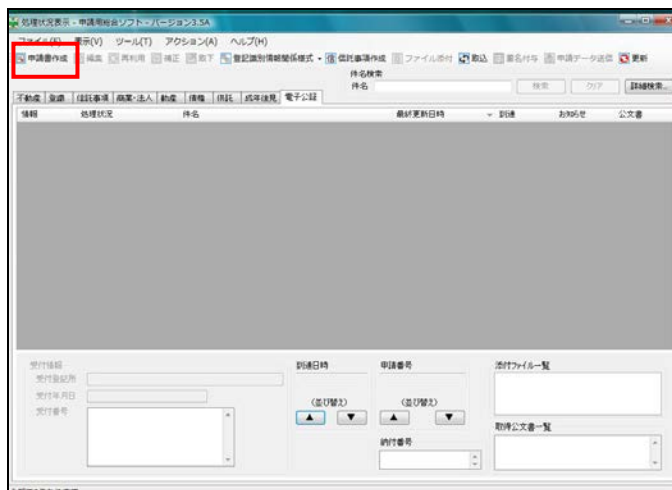 処理状況表示 - 申請用総合ソフト - バージョン3.5A
ファイル(F) 表示(V) ツール(T) アクション(A) ヘルプ(H)
申請書作成 編集 再利用 補正 取下 登記識別情報関係様式 信託事項作成 ファイル添付 取込 署名付与 申請データ送信 更新
件名検索
件名 検索 クリア 詳細検索...
不動産 登録 信託事項 商業・法人 動産 債権 供託 成年後見 電子公証
情報 処理状況 件名 最終更新日時 到達 お知らせ 公文書
受付情報 到達日時 申請番号 添付ファイル一覧
受付登記所
受付年月日
受付番号
(並び替え) (並び替え)
▲ ▼ ▲ ▼
取得公文書一覧
納付番号